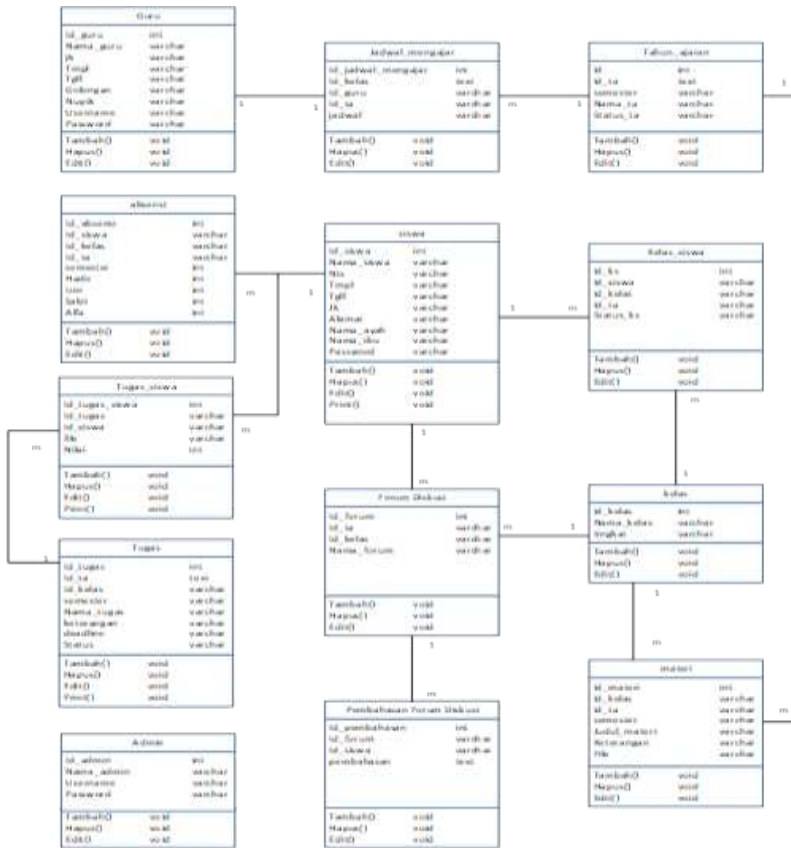 Guru
Id_guru int
Nama_guru varchar
jk varchar
Tmpl varchar
Tgll varchar
Golongan varchar
Nuptk varchar
Username varchar
Password varchar
Tambah() void
Hapus() void
Edit() void
Jadwal_mengajar
Id_jadwal_mengajar int
Id_kelas text
Id_guru varchar
Id_ta varchar
jadwal varchar
Tambah() void
Hapus() void
Edit() void
Tahun_ajaran
id int
Id_ta text
semester varchar
Nama_ta varchar
Status_ta varchar
Tambah() void
Hapus() void
Edit() void
1
1
m
1
1
absensi
Id_absensi int
Id_siswa varchar
Id_kelas varchar
Id_ta varchar
semester int
Hadir int
Izin int
Sakit int
Alfa int
Tambah() void
Hapus() void
Edit() void
siswa
Id_siswa int
Nama_siswa varchar
Nis varchar
Tmpl varchar
Tgll varchar
Jk varchar
Alamat varchar
Nama_ayah varchar
Nama_ibu varchar
Password varchar
Tambah() void
Hapus() void
Edit() void
Print() void
Kelas_siswa
Id_ks int
Id_siswa varchar
Id_kelas varchar
Id_ta varchar
Status_ks varchar
Tambah() void
Hapus() void
Edit() void
m
1
1
m
Tugas_siswa
Id_tugas_siswa int
Id_tugas varchar
Id_siswa varchar
file varchar
Nilai int
Tambah() void
Hapus() void
Edit() void
Print() void
m
m
1
m
m
1
Forum Diskusi
Id_forum int
Id_ta varchar
Id_kelas varchar
Nama_forum varchar
Tambah() void
Hapus() void
Edit() void
m
1
kelas
Id_kelas int
Nama_kelas varchar
tingkat varchar
Tambah() void
Hapus() void
Edit() void
1
Tugas
Id_tugas int
Id_ta text
Id_kelas varchar
semester varchar
Nama_tugas varchar
keterangan varchar
deadline varchar
Status varchar
Tambah() void
Hapus() void
Edit() void
Print() void
1
m
1
m
Pembahasan Forum Diskusi
Id_pembahasan int
Id_forum varchar
Id_siswa varchar
pembahasan text
Tambah() void
Hapus() void
Edit() void
materi
Id_materi int
Id_kelas varchar
Id_ta varchar
semester varchar
Judul_materi varchar
Keterangan varchar
File varchar
Tambah() void
Hapus() void
Edit() void
m
Admin
Id_admin int
Nama_admin varchar
Username varchar
Password varchar
Tambah() void
Hapus() void
Edit() void